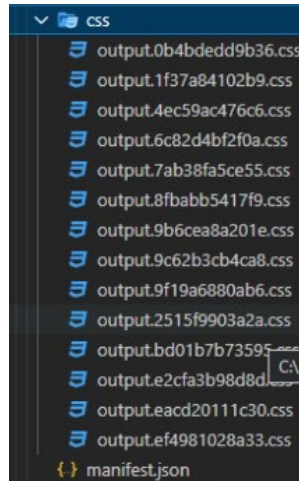 css
output.0b4bdedd9b36.css
output.1f37a84102b9.css
output.4ec59ac476c6.css
output.6c82d4bf2f0a.css
output.7ab38fa5ce55.css
output.8fbabb5417f9.css
output.9b6cea8a201e.css
output.9c62b3cb4ca8.css
output.9f19a6880ab6.css
output.2515f9903a2a.css
output.bd01b7b73595.css
C:\
output.e2cfa3b98d8d.css
output.eacd20111c30.css
output.ef4981028a33.css
{.} manifest.json